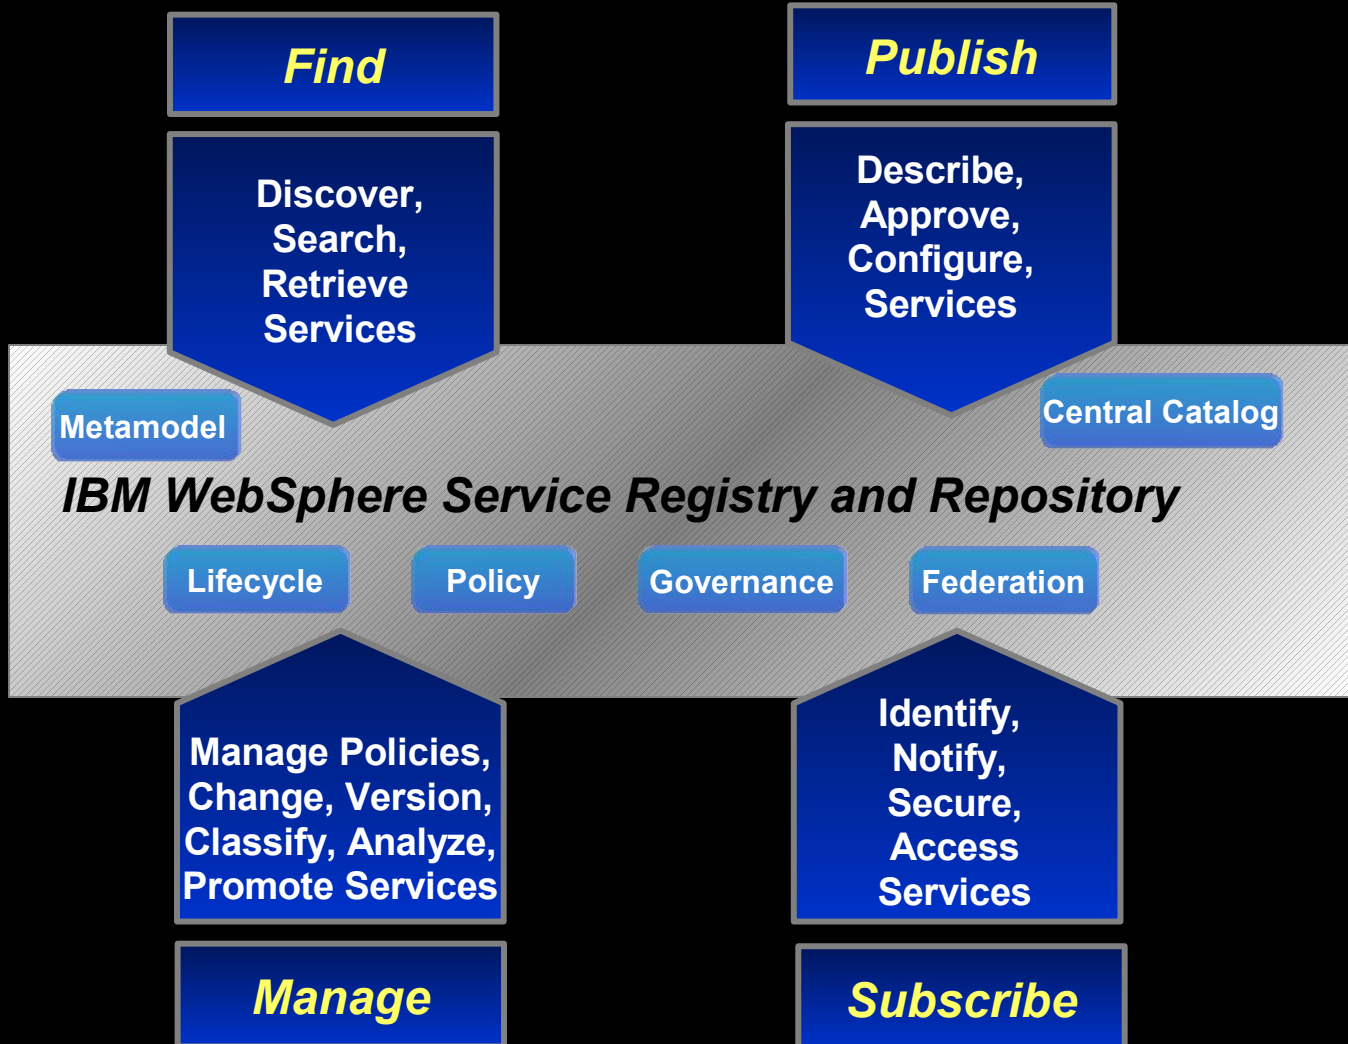 Find
Publish
Discover,
Search,
Retrieve
Services
Describe,
Approve,
Configure,
Services
Metamodel
Central Catalog
IBM WebSphere Service Registry and Repository
Lifecycle
Policy
Governance
Federation
Manage Policies,
Change, Version,
Classify, Analyze,
Promote Services
Identify,
Notify,
Secure,
Access
Services
Manage
Subscribe